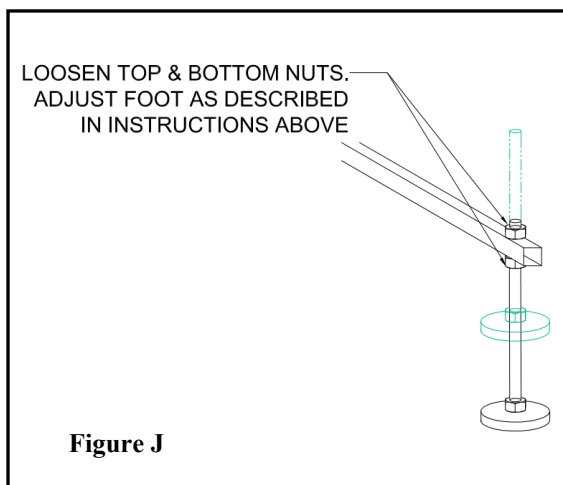 LOOSEN TOP & BOTTOM NUTS.
ADJUST FOOT AS DESCRIBED
IN INSTRUCTIONS ABOVE
Figure J